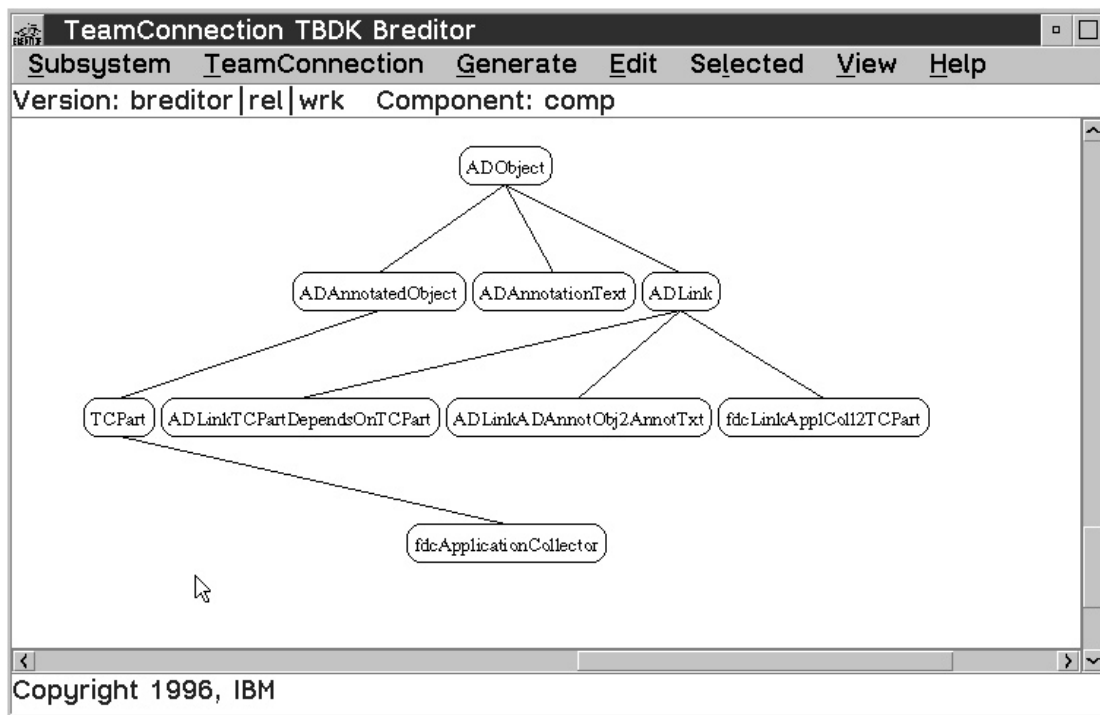 TeamConnection TBDK Breditor
Subsystem TeamConnection Generate Edit Selected View Help
Version: breditor|rel|wrk Component: comp
ADObject
ADAnnotatedObject ADAnnotationText ADLink
TCPart ADLinkTCPartDependsOnTCPart ADLinkADAnnotObj2AnnotTxt fdcLinkApplColl2TCPart
fdcApplicationCollector
Copyright 1996, IBM